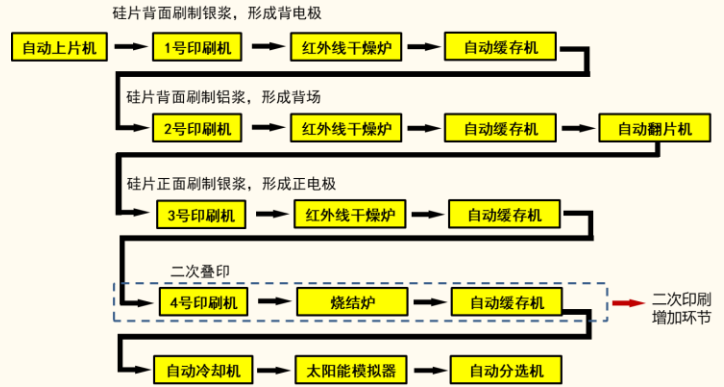 硅片背面刷制银浆，形成背电极
自动上片机
1号印刷机
红外线干燥炉
自动缓存机
硅片背面刷制铝浆，形成背场
2号印刷机
红外线干燥炉
自动缓存机
自动翻片机
硅片正面刷制银浆，形成正电极
3号印刷机
红外线干燥炉
自动缓存机
二次叠印
4号印刷机
烧结炉
自动缓存机
二次印刷
增加环节
自动冷却机
太阳能模拟器
自动分选机